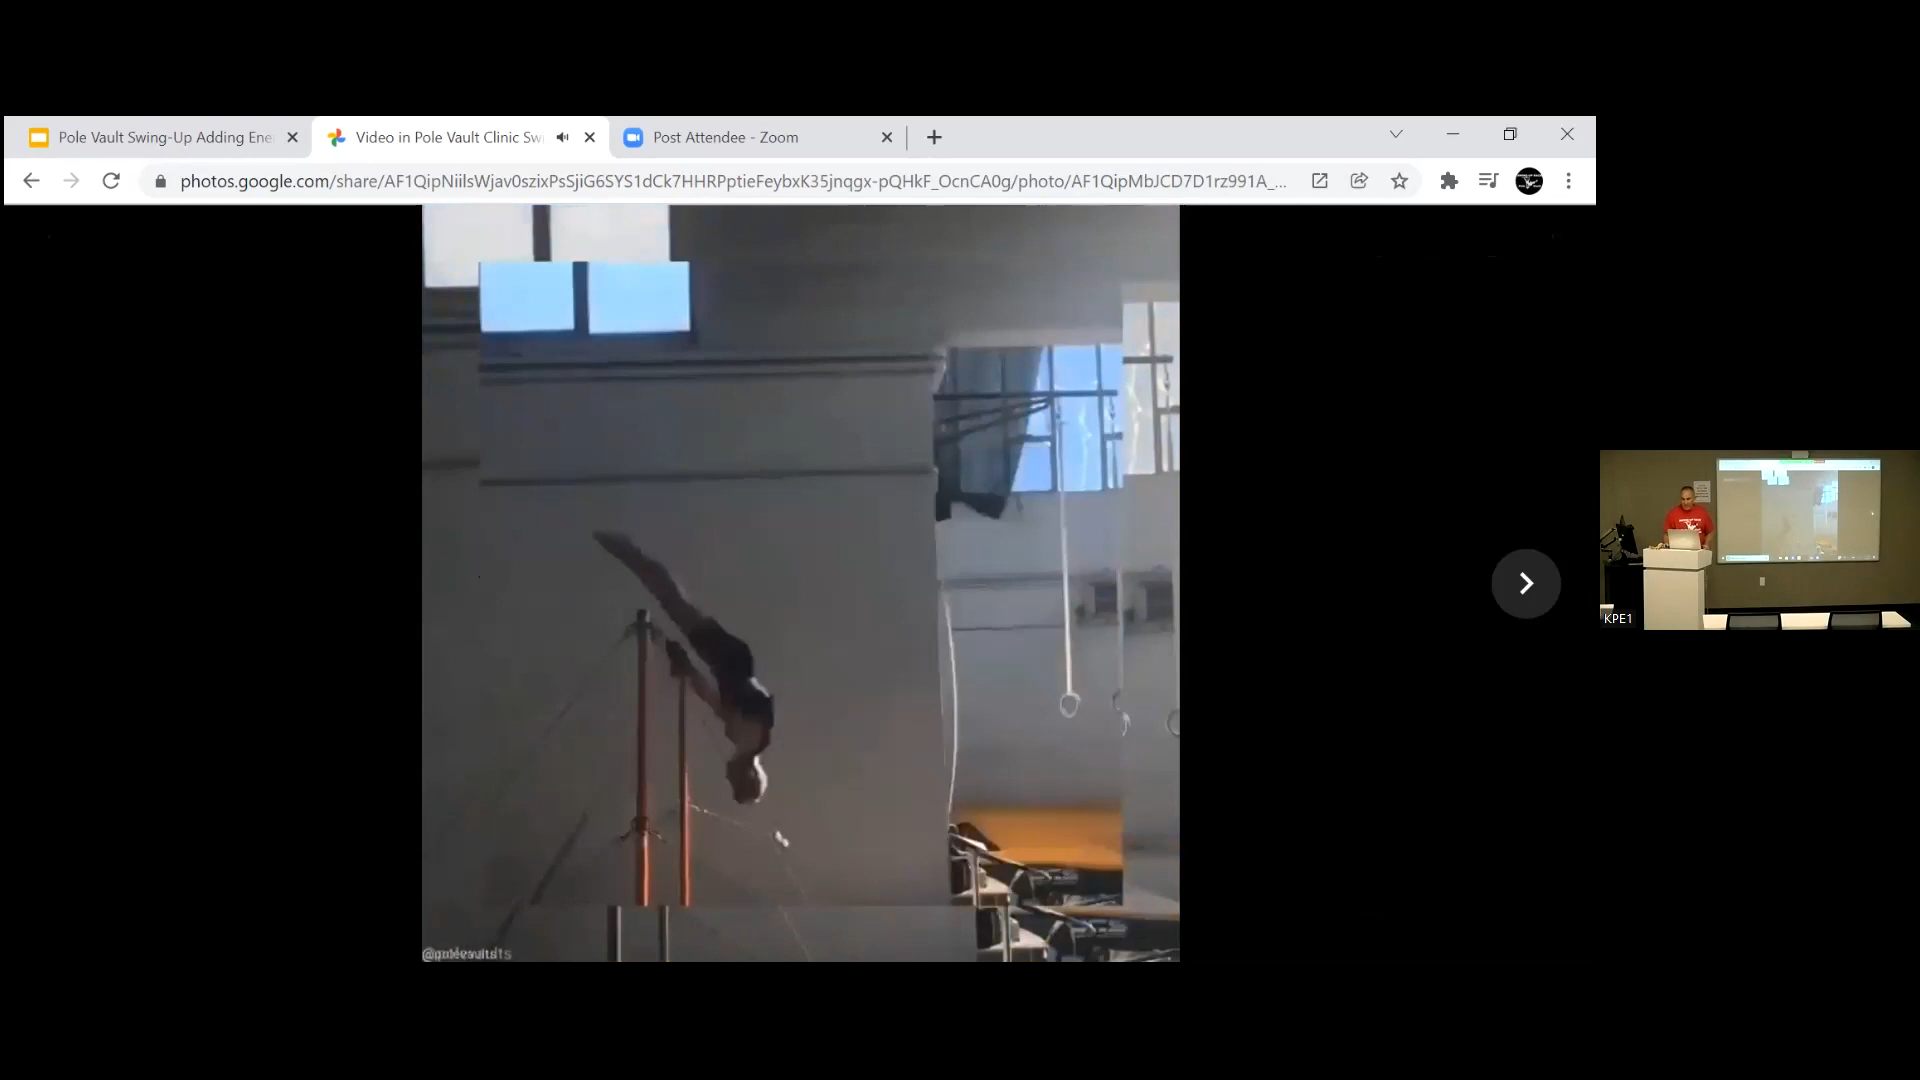 Pole Vault Swing-Up Adding Ene
Video in Pole Vault Clinic Sw
Post Attendee - Zoom
photos.google.com/share/AF1QipNiilsWjav0szixPsSjiG6SYS1dCk7HHRPptieFeybxK35jnqgx-pQHkF_OcnCA0g/photo/AF1QipMbJCD7D1rz991A_...
KPE1